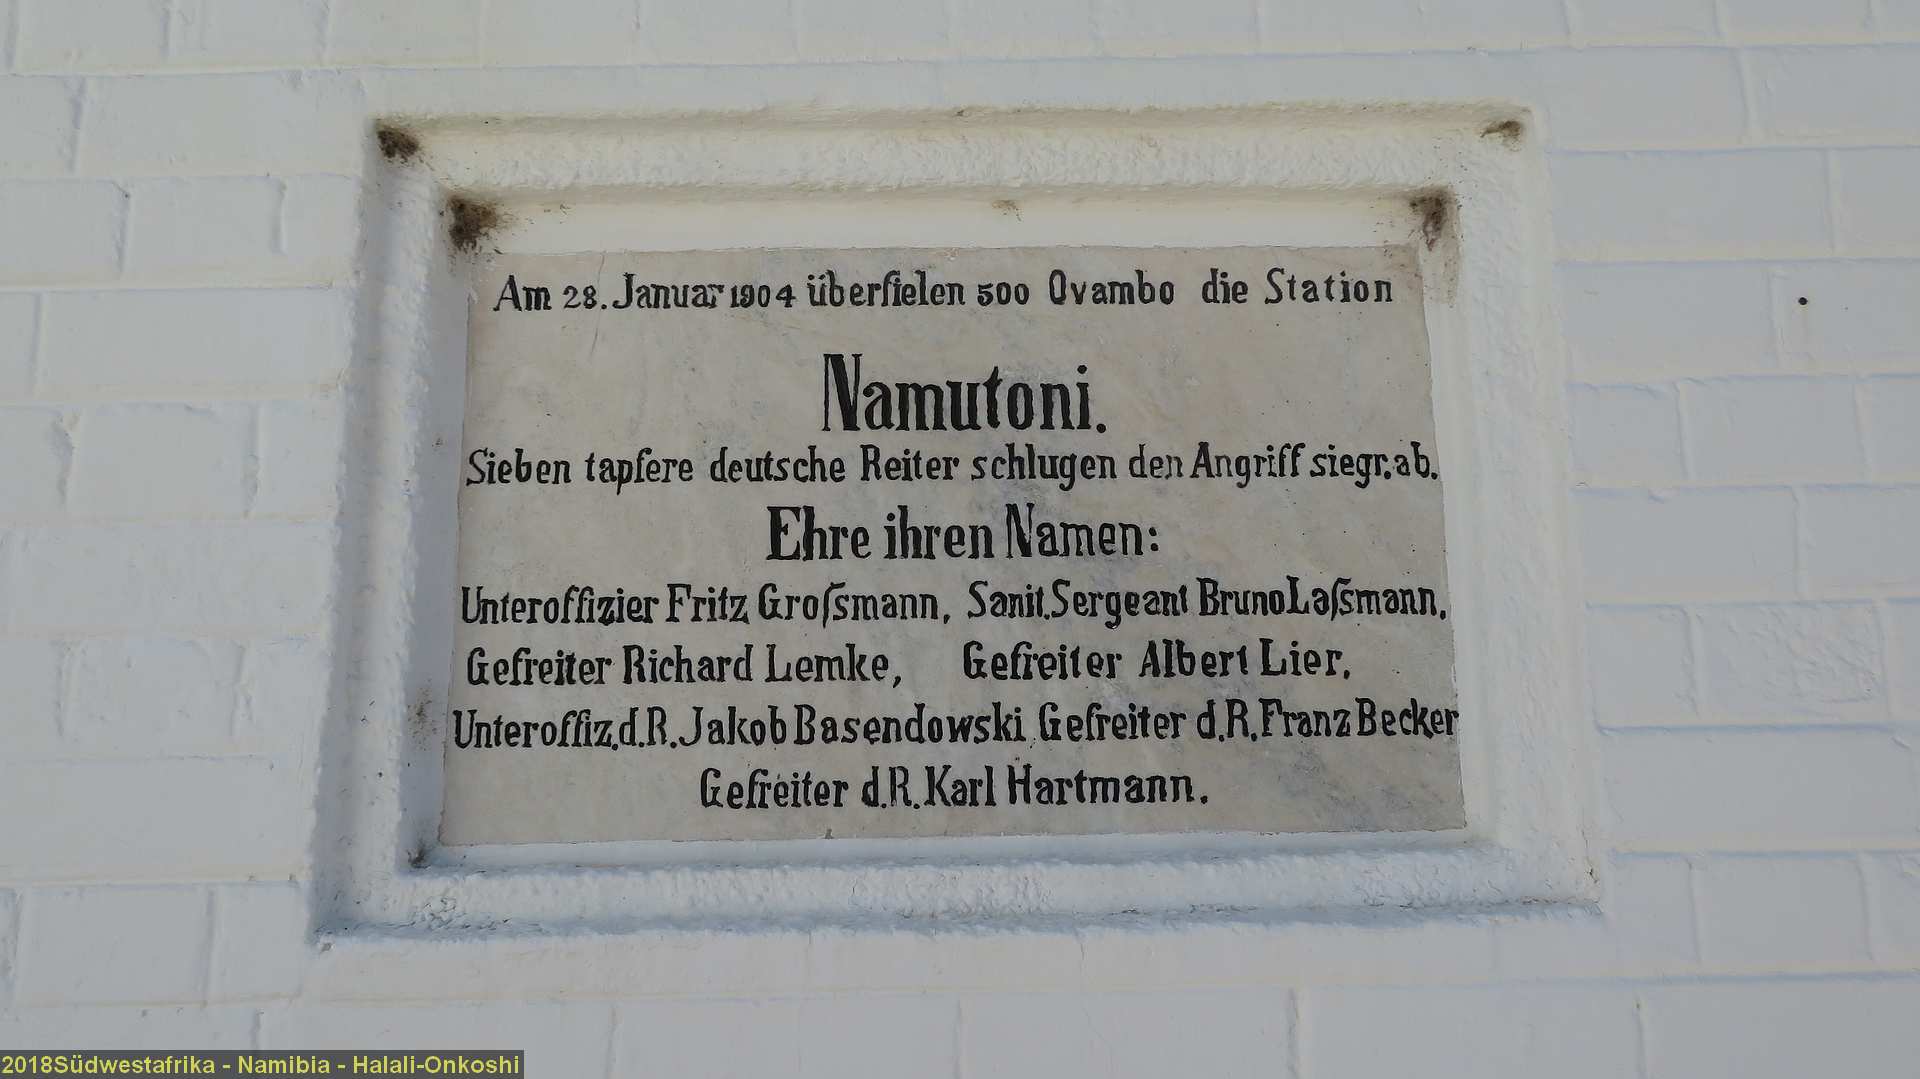 Am 28. Januar 1904 überfielen 500 Ovambo die Station
Namutoni.
Sieben tapfere deutsche Reiter schlugen den Angriff siegr. ab.
Ehre ihren Namen:
Unteroffizier Fritz Groſsmann, Sanit. Sergeant Bruno Laſsmann,
Gefreiter Richard Lemke, Gefreiter Albert Lier,
Unteroffiz. d. R. Jakob Basendowski, Gefreiter d. R. Franz Becker
Gefreiter d. R. Karl Hartmann.
2018Südwestafrika - Namibia - Halali-Onkoshi